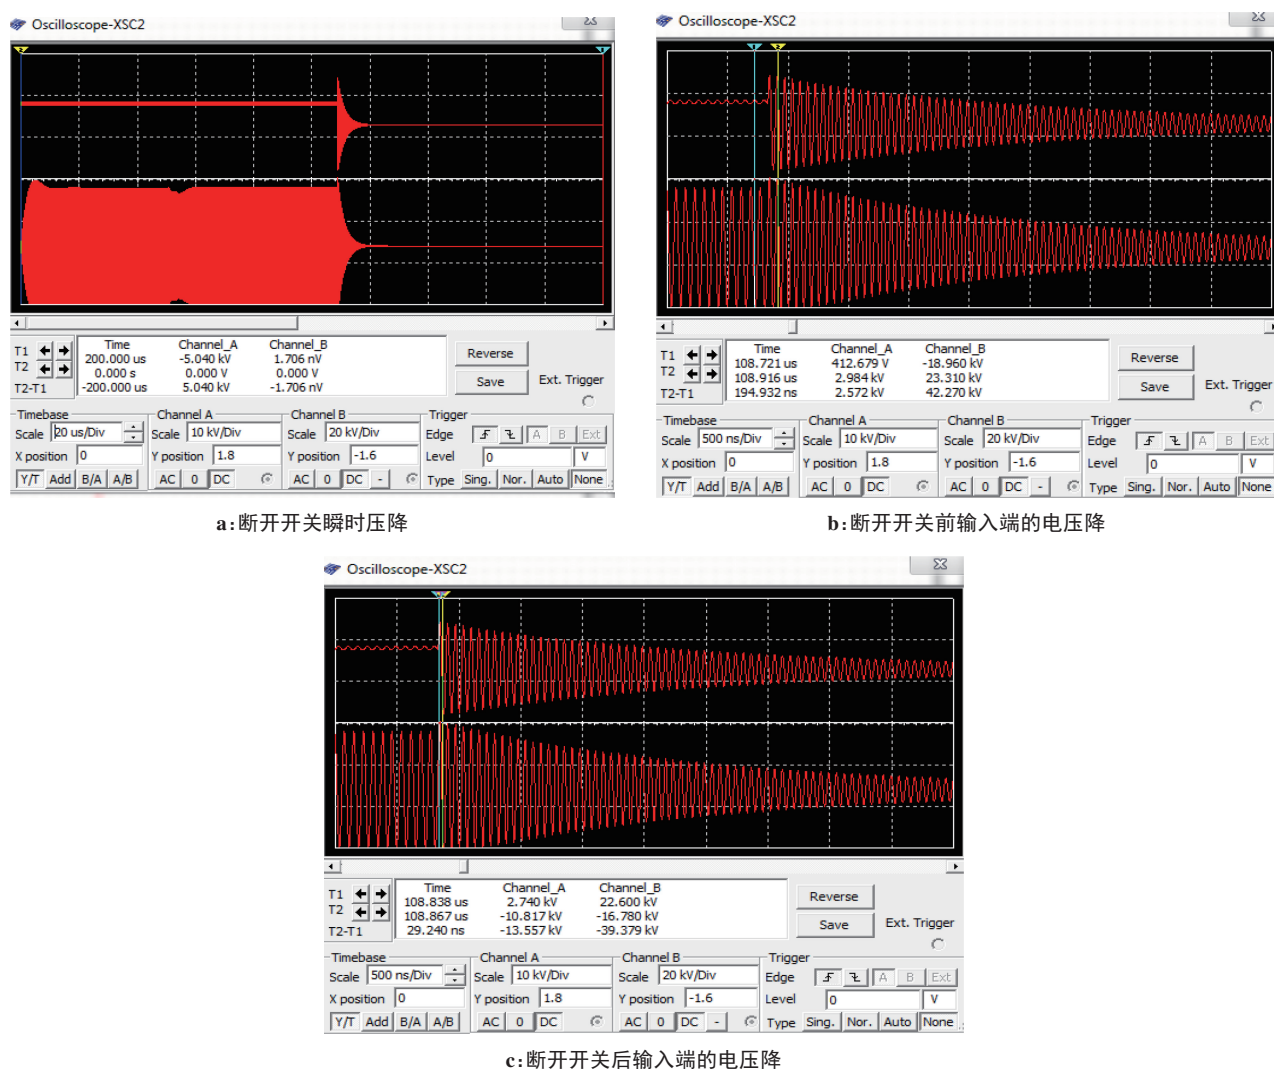 Oscilloscope-XSC2
T1
T2
T2-T1
Time Channel_A Channel_B
200.000 us -5.040 kV 1.706 nV
0.000 s 0.000 V 0.000 V
-200.000 us 5.040 kV -1.706 nV
Reverse
Save
Ext. Trigger
Timebase
Scale 20 us/Div
X position 0
Y/T Add B/A A/B
Channel A
Scale 10 kV/Div
Y position 1.8
AC 0 DC
Channel B
Scale 20 kV/Div
Y position -1.6
AC 0 DC -
Trigger
Edge A B Ext
Level 0 V
Type Sing. Nor. Auto None
a:断开开关瞬时压降
Oscilloscope-XSC2
T1
T2
T2-T1
Time Channel_A Channel_B
108.721 us 412.679 V -18.960 kV
108.916 us 2.984 kV 23.310 kV
194.932 ns 2.572 kV 42.270 kV
Reverse
Save
Ext. Trigger
Timebase
Scale 500 ns/Div
X position 0
Y/T Add B/A A/B
Channel A
Scale 10 kV/Div
Y position 1.8
AC 0 DC
Channel B
Scale 20 kV/Div
Y position -1.6
AC 0 DC -
Trigger
Edge A B Ext
Level 0 V
Type Sing. Nor. Auto None
b:断开开关前输入端的电压降
Oscilloscope-XSC2
T1
T2
T2-T1
Time Channel_A Channel_B
108.838 us 2.740 kV 22.600 kV
108.867 us -10.817 kV -16.780 kV
29.240 ns -13.557 kV -39.379 kV
Reverse
Save
Ext. Trigger
Timebase
Scale 500 ns/Div
X position 0
Y/T Add B/A A/B
Channel A
Scale 10 kV/Div
Y position 1.8
AC 0 DC
Channel B
Scale 20 kV/Div
Y position -1.6
AC 0 DC -
Trigger
Edge A B Ext
Level 0 V
Type Sing. Nor. Auto None
c:断开开关后输入端的电压降